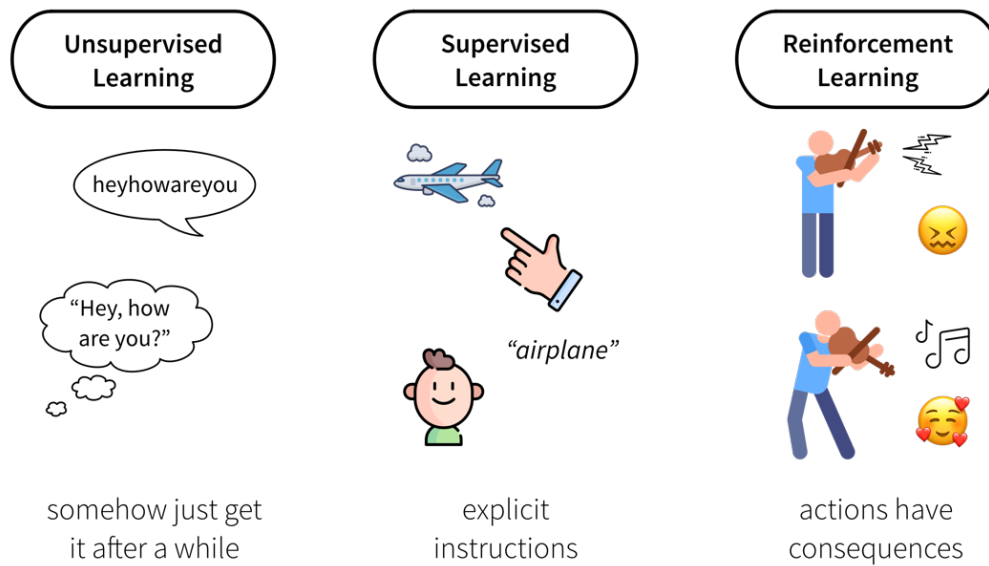 Unsupervised
Learning
heyhowareyou
“Hey, how
are you?”
somehow just get
it after a while
Supervised
Learning
“airplane”
explicit
instructions
Reinforcement
Learning
actions have
consequences